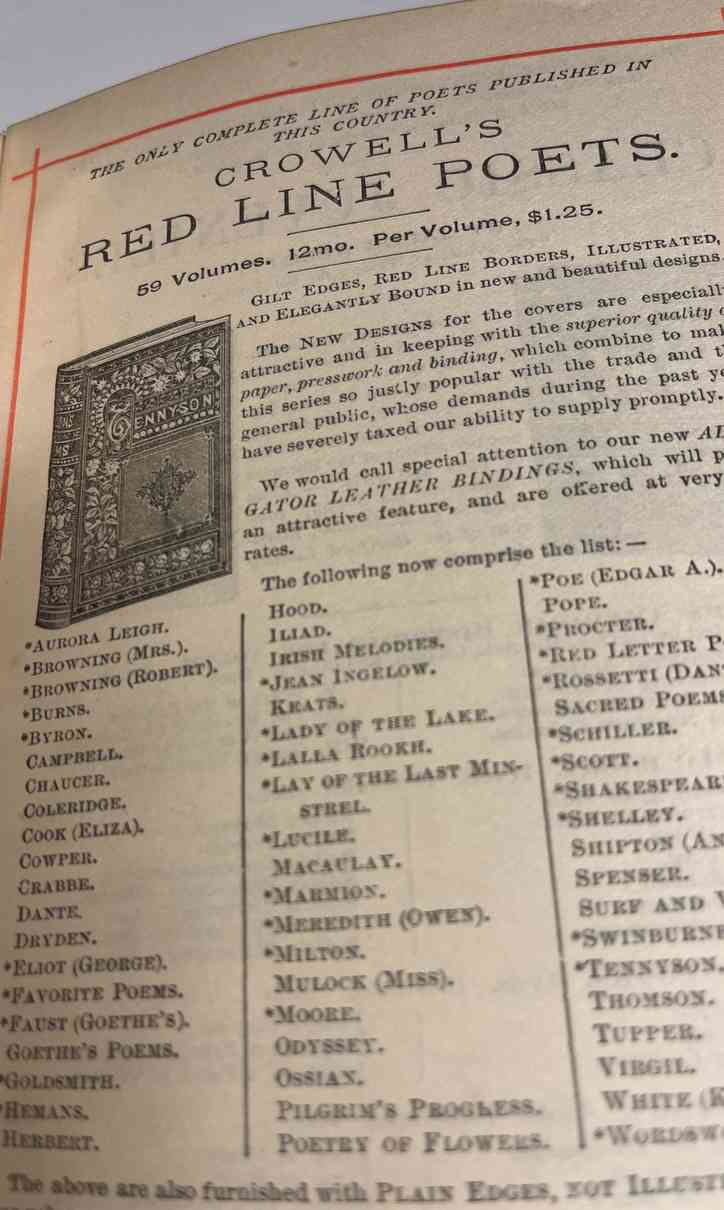 THE ONLY COMPLETE LINE OF POETS PUBLISHED IN
THIS COUNTRY.
CROWELL'S
RED LINE POETS.
59 Volumes. 12mo. Per Volume, $1.25.
GILT EDGES, RED LINE BORDERS, ILLUSTRATED,
AND ELEGANTLY BOUND in new and beautiful designs.
The NEW DESIGNS for the covers are especiall
attractive and in keeping with the superior quality
paper, presswork and binding, which combine to ma
this series so justly popular with the trade and
general public, whose demands during the past
have severely taxed our ability to supply promptly.
We would call special attention to our new AL
GATOR LEATHER BINDINGS, which will p
an attractive feature, and are offered at very
rates.
TENNYSON
The following now comprise the list:—
*AURORA LEIGH.
*BROWNING (MRS.).
*BROWNING (ROBERT).
*BURNS.
*BYRON.
CAMPBELL.
CHAUCER.
COLERIDGE.
COOK (ELIZA).
COWPER.
CRABBE.
DANTE.
DRYDEN.
*ELIOT (GEORGE).
*FAVORITE POEMS.
*FAUST (GOETHE'S).
GOETHE'S POEMS.
*GOLDSMITH.
*HEMANS.
HERBERT.
HOOD.
ILIAD.
IRISH MELODIES.
*JEAN INGELOW.
KEATS.
*LADY OF THE LAKE.
*LALLA ROOKH.
*LAY OF THE LAST MIN-
STREL.
*LUCILE.
MACAULAY.
*MARMION.
*MEREDITH (OWEN).
*MILTON.
MULOCK (MISS).
*MOORE.
ODYSSEY.
OSSIAN.
PILGRIM'S PROGRESS.
POETRY OF FLOWERS.
*POE (EDGAR A.).
POPE.
*PROCTER.
*RED LETTER P
*ROSSETTI (DAN
SACRED POEMS
*SCHILLER.
*SCOTT.
*SHAKESPEAR
*SHELLEY.
SHIPTON (AN
SPENSER.
SURF AND
*SWINBURNE
*TENNYSON.
THOMSON.
TUPPER.
VIRGIL.
WHITE (K
*WORDSW
The above are also furnished with PLAIN EDGES, NOT ILLUST